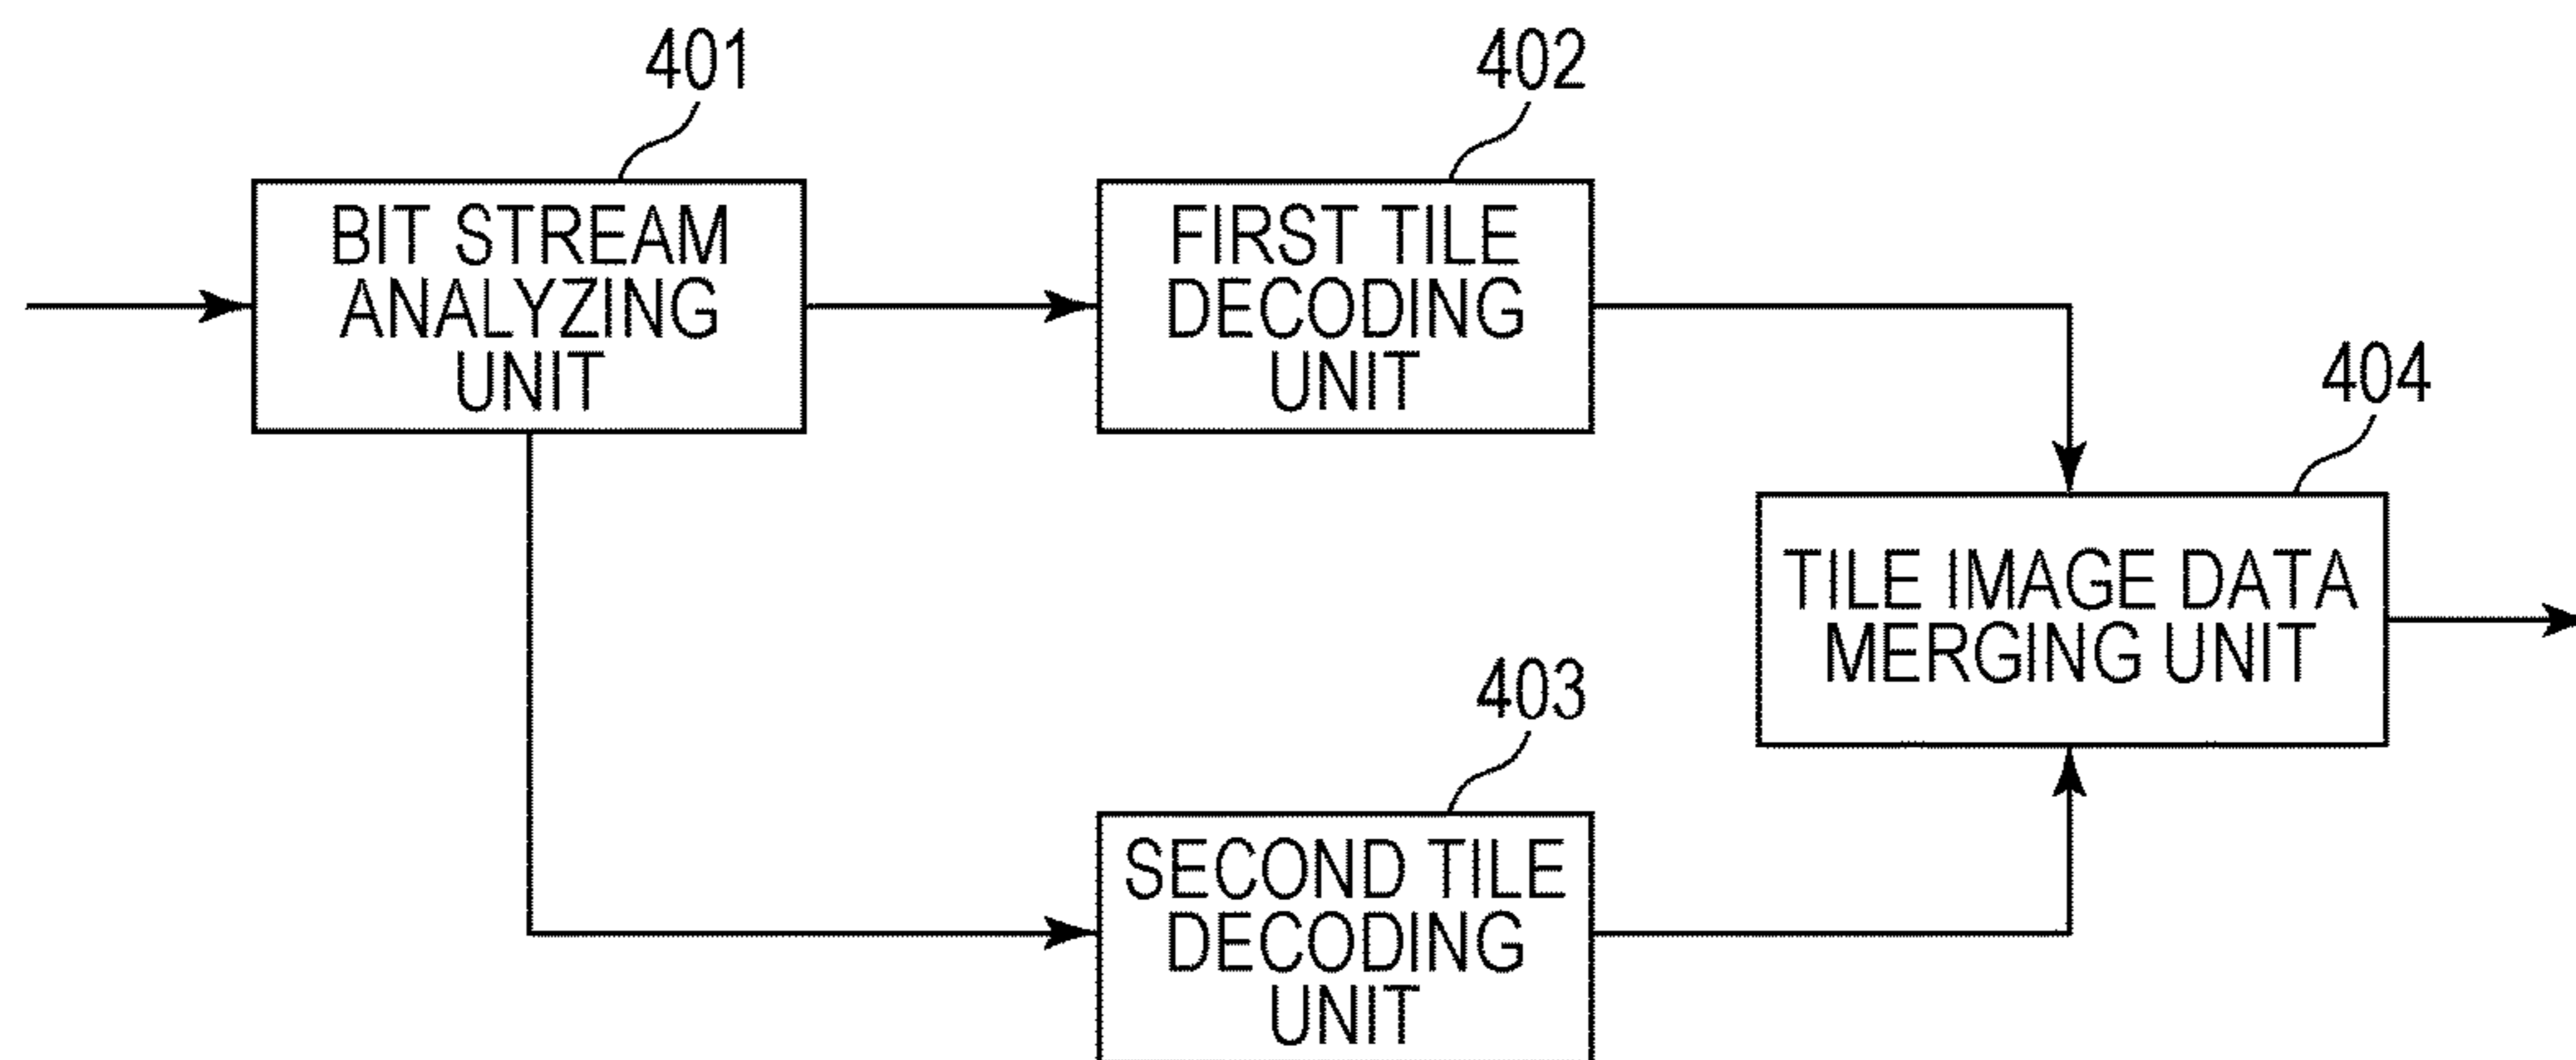 401
BIT STREAM
ANALYZING
UNIT
402
FIRST TILE
DECODING
UNIT
404
TILE IMAGE DATA
MERGING UNIT
403
SECOND TILE
DECODING
UNIT